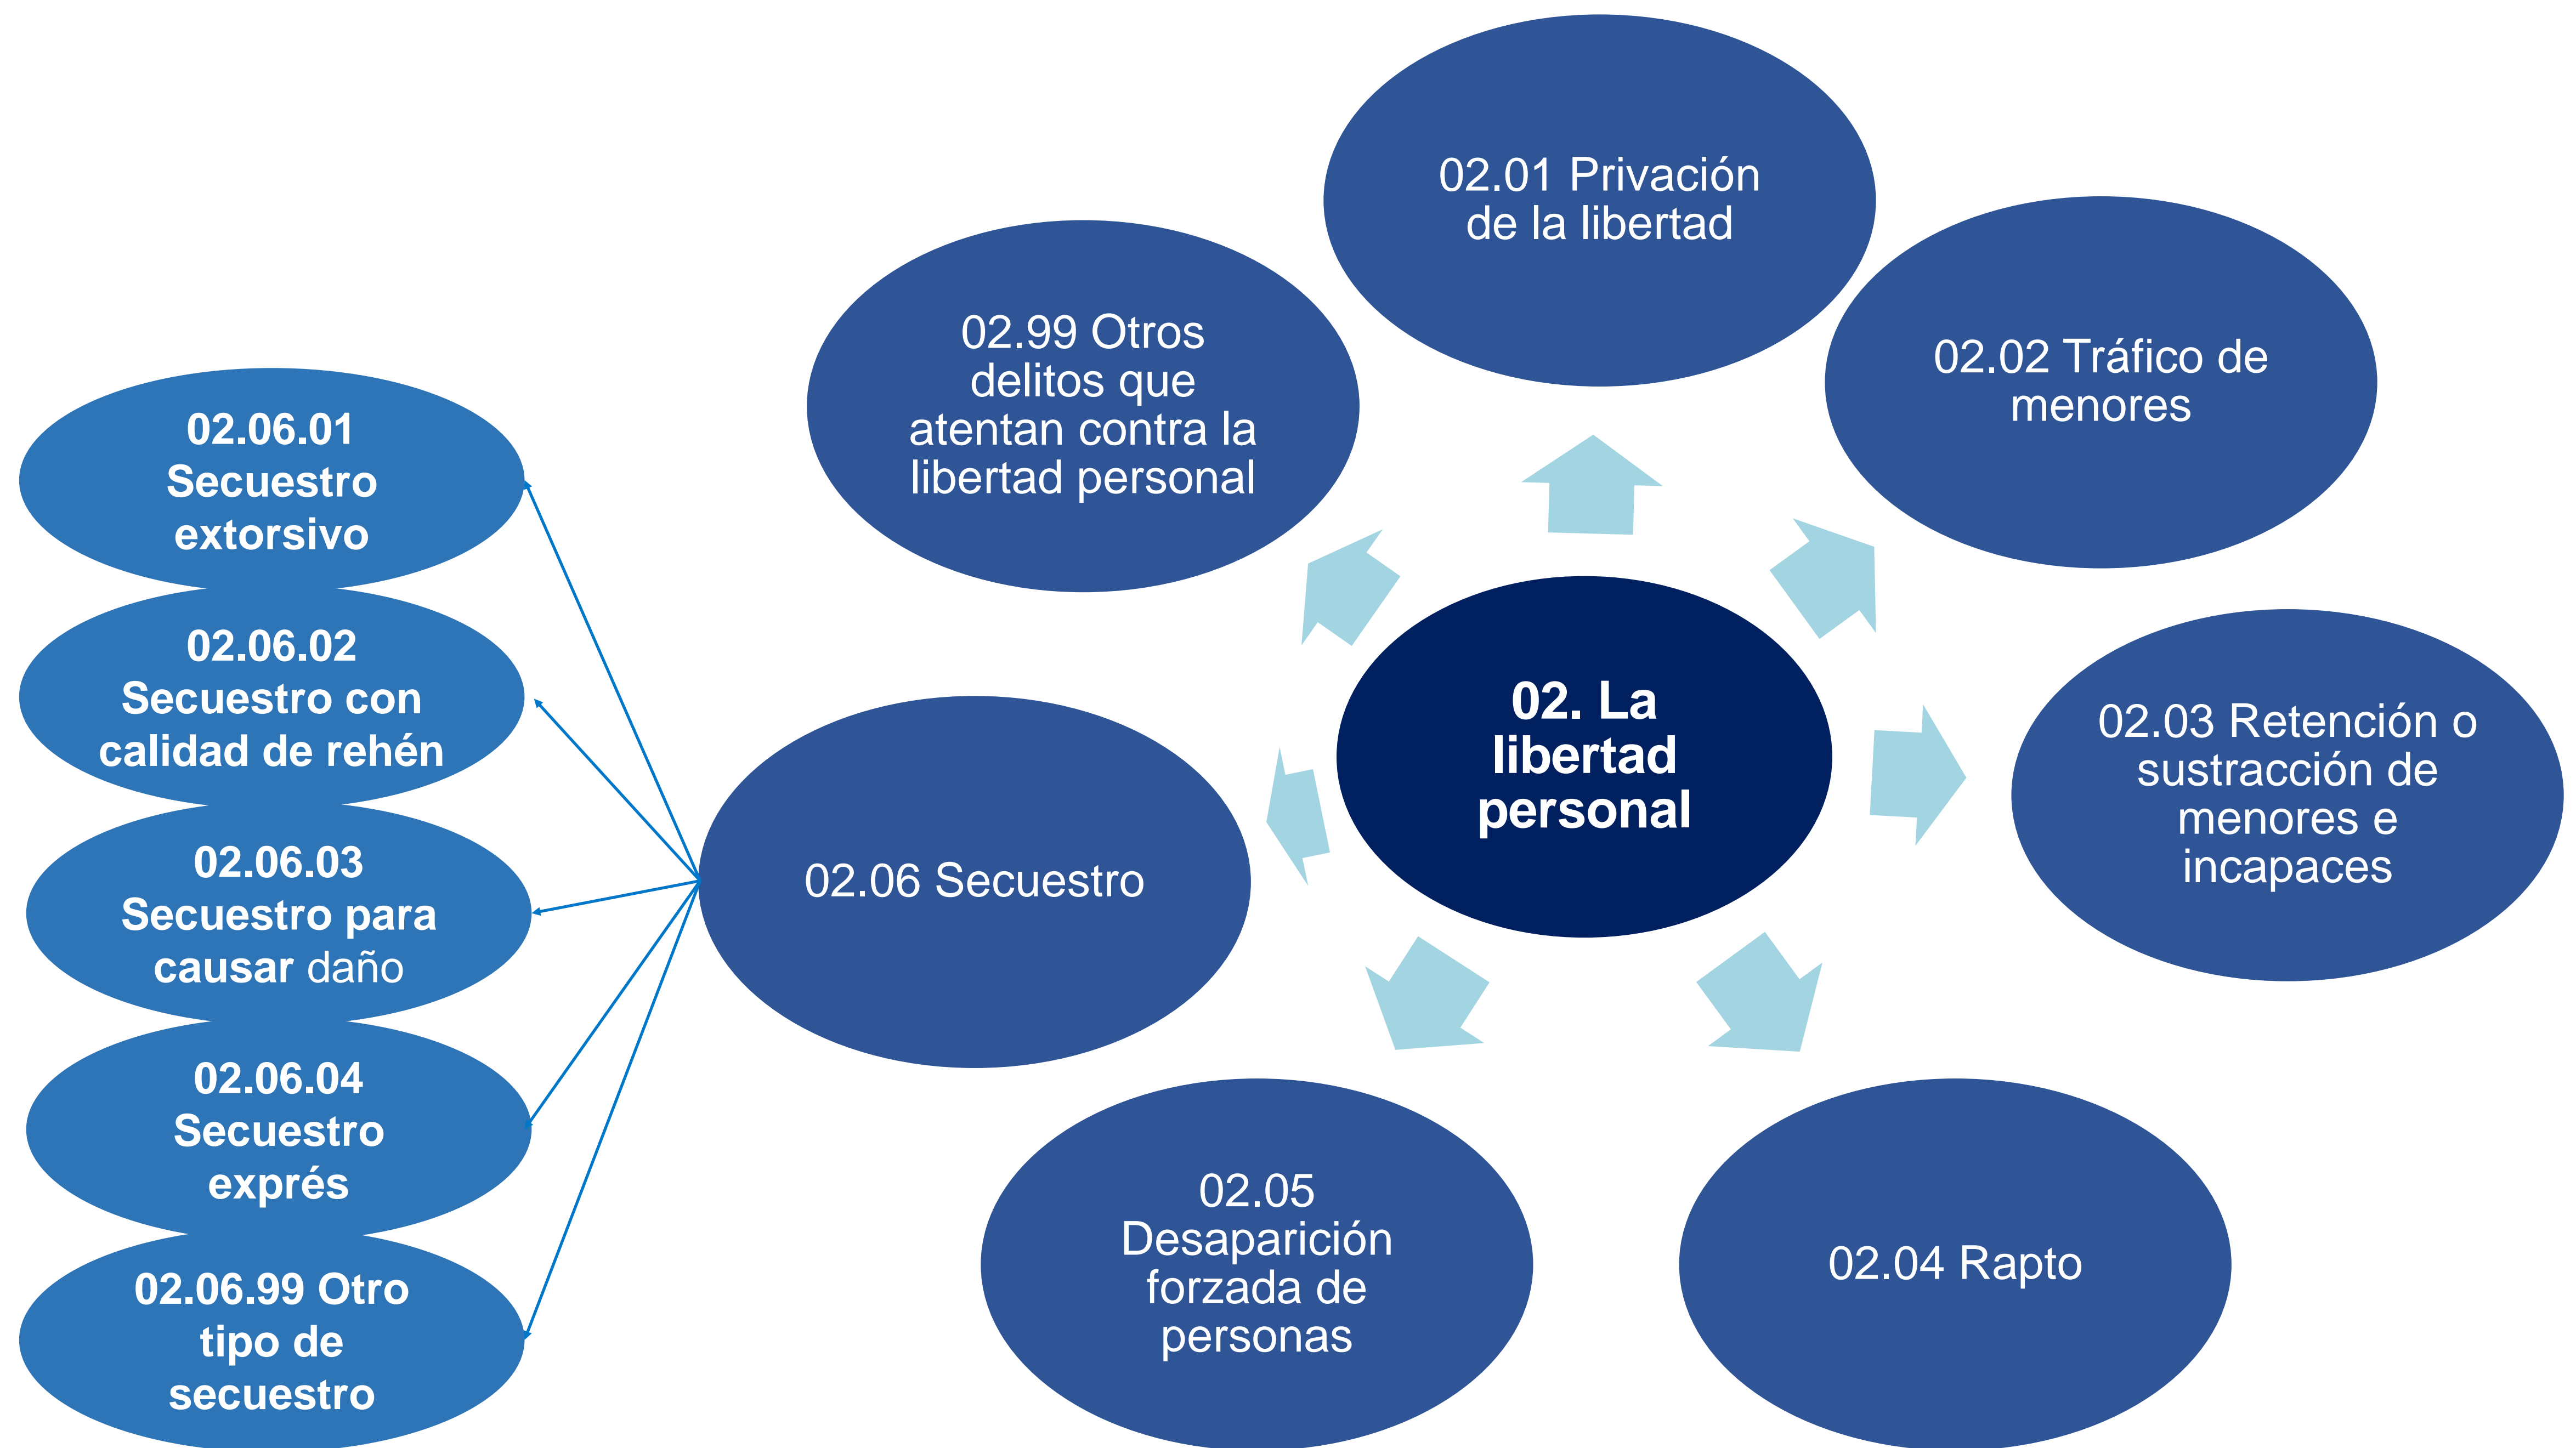 02.01 Privación
de la libertad
02.02 Tráfico de
menores
02.03 Retención o
sustracción de
menores e
incapaces
02.04 Rapto
02.05
Desaparición
forzada de
personas
02.06 Secuestro
02.99 Otros
delitos que
atentan contra la
libertad personal
02. La
libertad
personal
02.06.01
Secuestro
extorsivo
02.06.02
Secuestro con
calidad de rehén
02.06.03
Secuestro para
causar daño
02.06.04
Secuestro
exprés
02.06.99 Otro
tipo de
secuestro